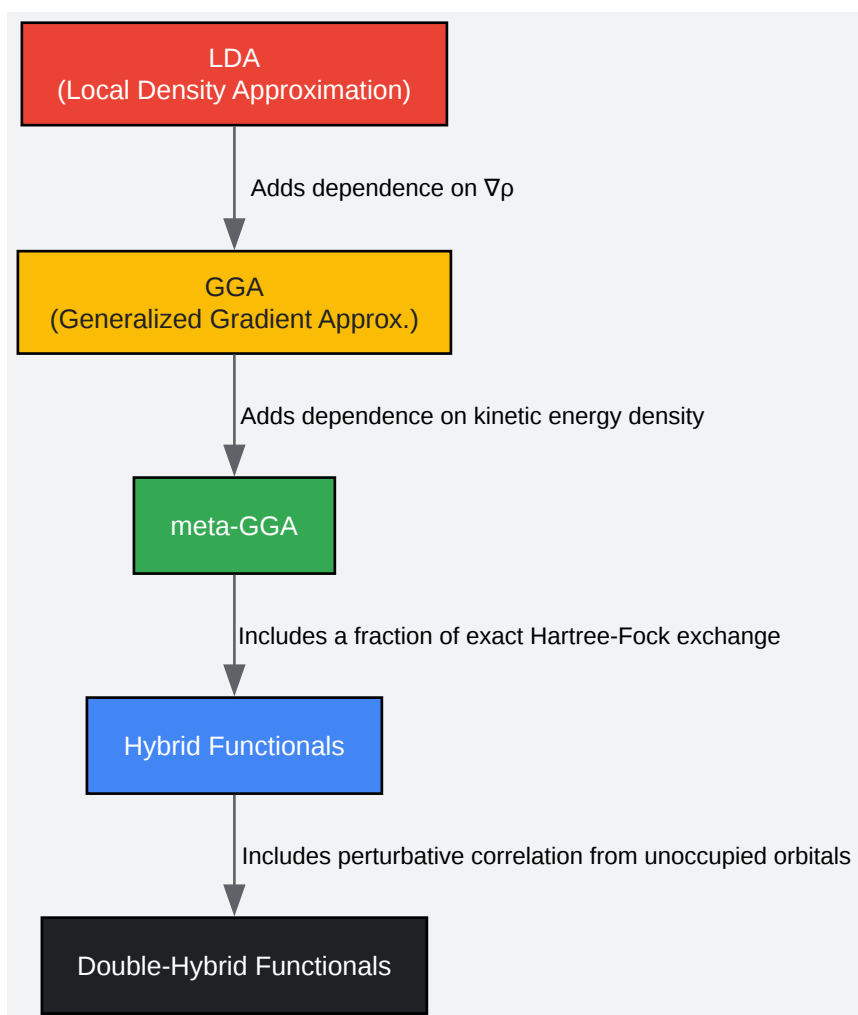 LDA
(Local Density Approximation)
Adds dependence on ∇ρ
GGA
(Generalized Gradient Approx.)
Adds dependence on kinetic energy density
meta-GGA
Includes a fraction of exact Hartree-Fock exchange
Hybrid Functionals
Includes perturbative correlation from unoccupied orbitals
Double-Hybrid Functionals